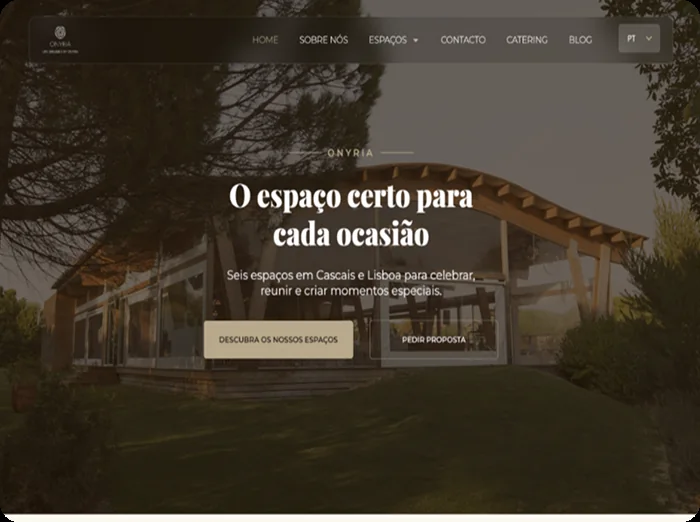 ONYRIA
HOME SOBRE NÓS ESPAÇOS CONTACTO CATERING BLOG PT
ONYRIA
O espaço certo para
cada ocasião
Seis espaços em Cascais e Lisboa para celebrar,
reunir e criar momentos especiais.
DESCUBRA OS NOSSOS ESPAÇOS PEDIR PROPOSTA